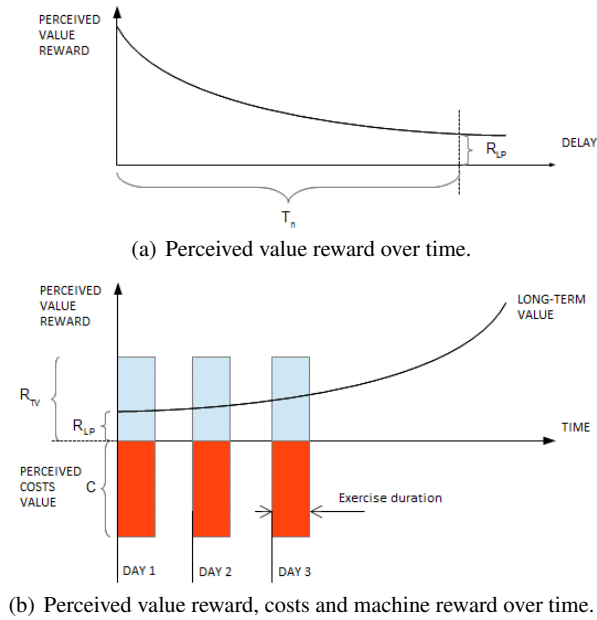 PERCEIVED
VALUE
REWARD
DELAY
R_LP
T_n
(a) Perceived value reward over time.
PERCEIVED
VALUE
REWARD
LONG-TERM
VALUE
R_TV
R_LP
TIME
PERCEIVED
COSTS
VALUE
C
Exercise duration
DAY 1
DAY 2
DAY 3
(b) Perceived value reward, costs and machine reward over time.